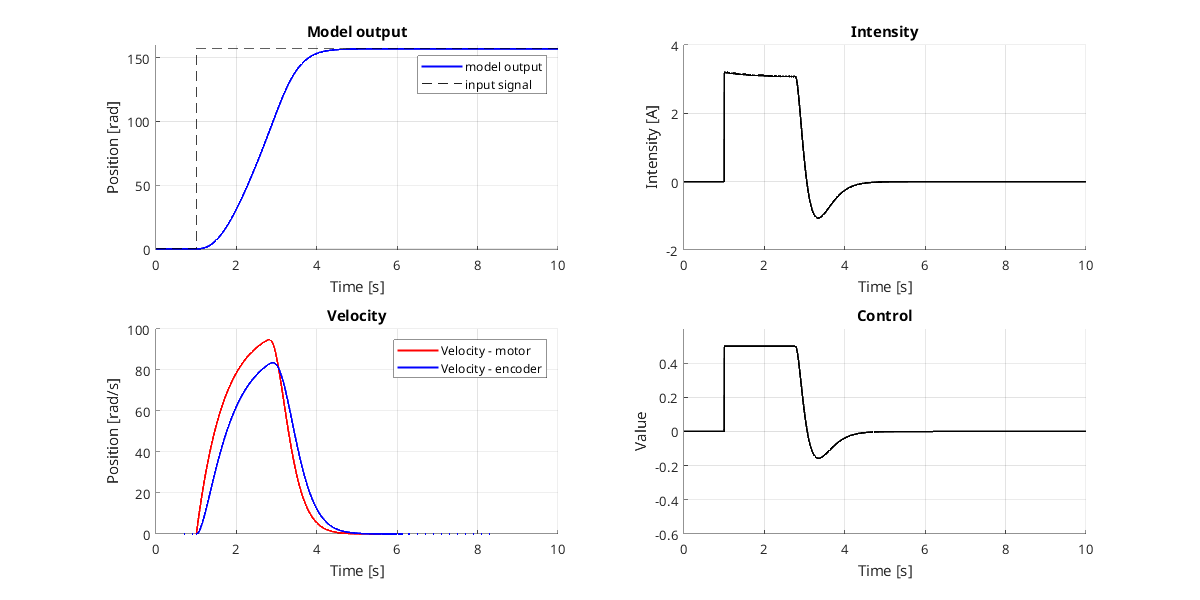 Model output
Position [rad]
150
100
50
0
0 2 4 6 8 10
Time [s]
model output
input signal
Intensity
Intensity [A]
4
2
0
-2
0 2 4 6 8 10
Time [s]
Velocity
Position [rad/s]
100
80
60
40
20
0
0 2 4 6 8 10
Time [s]
Velocity - motor
Velocity - encoder
Control
Value
0.4
0.2
0
-0.2
-0.4
-0.6
0 2 4 6 8 10
Time [s]